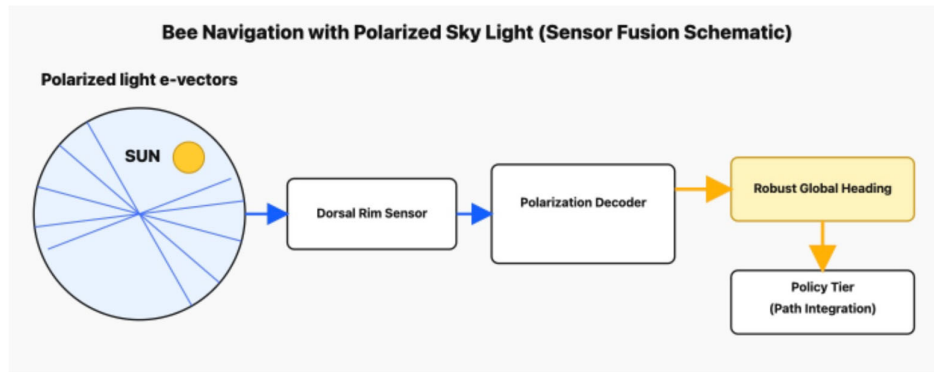 Bee Navigation with Polarized Sky Light (Sensor Fusion Schematic)
Polarized light e-vectors
SUN
Dorsal Rim Sensor
Polarization Decoder
Robust Global Heading
Policy Tier
(Path Integration)